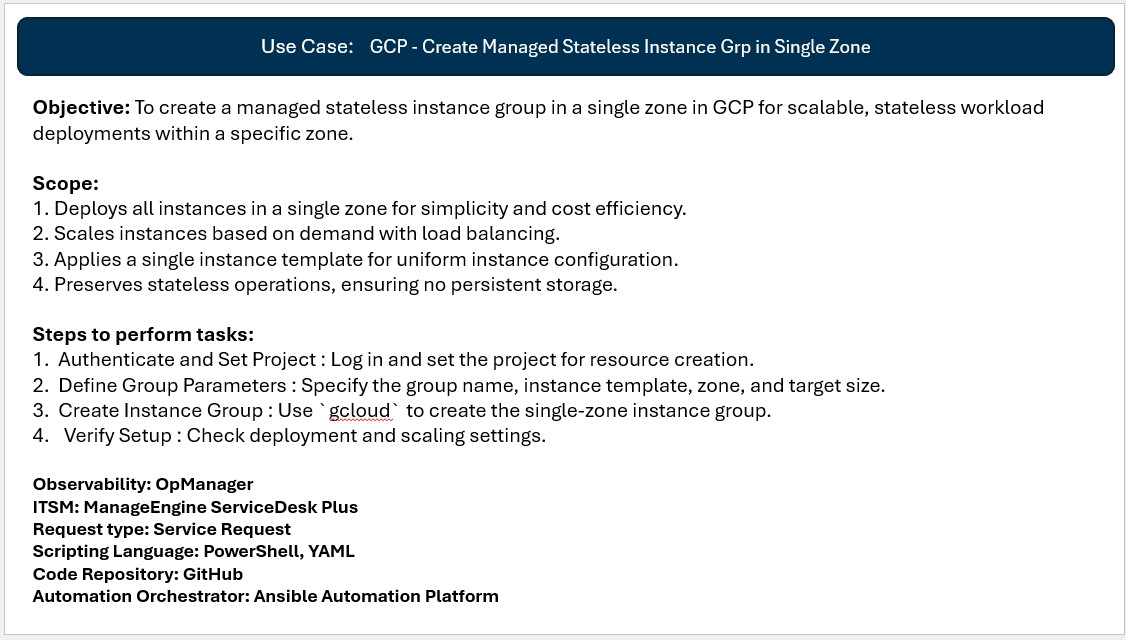 Use Case: GCP - Create Managed Stateless Instance Grp in Single Zone
Objective: To create a managed stateless instance group in a single zone in GCP for scalable, stateless workload
deployments within a specific zone.
Scope:
1. Deploys all instances in a single zone for simplicity and cost efficiency.
2. Scales instances based on demand with load balancing.
3. Applies a single instance template for uniform instance configuration.
4. Preserves stateless operations, ensuring no persistent storage.
Steps to perform tasks:
1. Authenticate and Set Project : Log in and set the project for resource creation.
2. Define Group Parameters : Specify the group name, instance template, zone, and target size.
3. Create Instance Group : Use `gcloud` to create the single-zone instance group.
4. Verify Setup : Check deployment and scaling settings.
Observability: OpManager
ITSM: ManageEngine ServiceDesk Plus
Request type: Service Request
Scripting Language: PowerShell, YAML
Code Repository: GitHub
Automation Orchestrator: Ansible Automation Platform